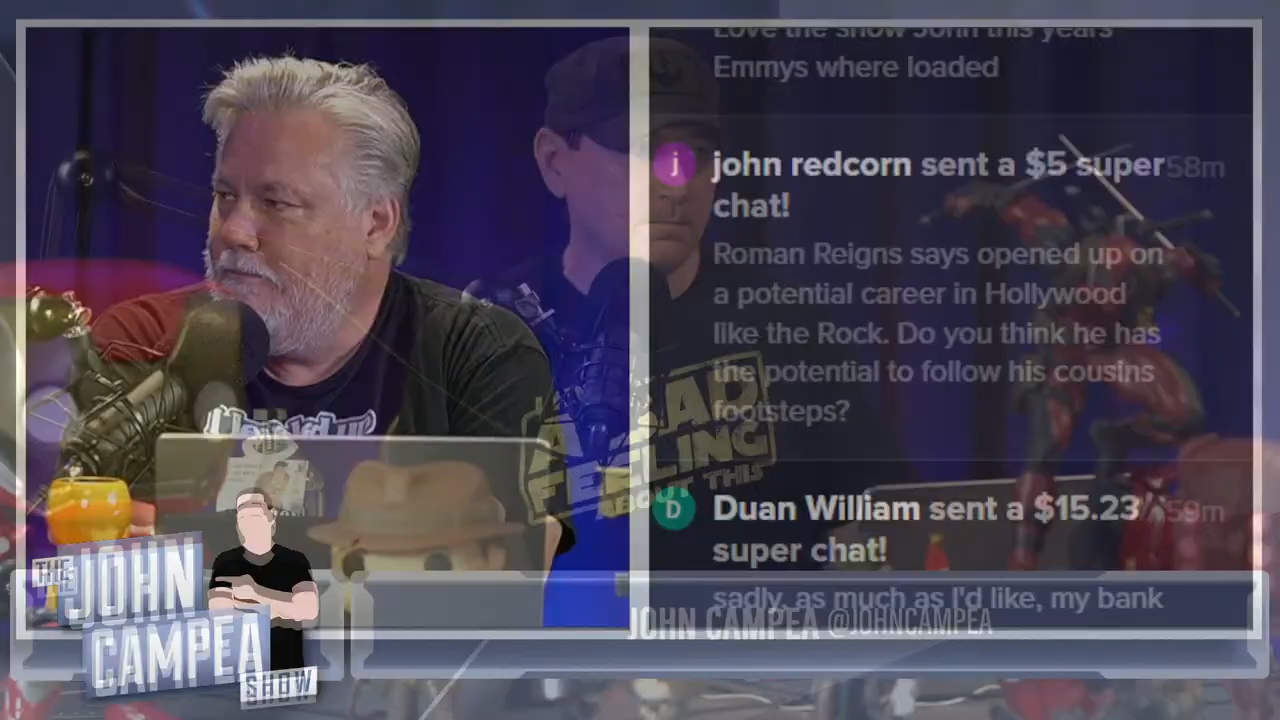 Love the show John this years
Emmys where loaded
j
john redcorn sent a $5 super
58m
chat!
Roman Reigns says opened up on
a potential career in Hollywood
like the Rock. Do you think he has
the potential to follow his cousins
footsteps?
D
Duan William sent a $15.23
59m
super chat!
sadly, as much as I'd like, my bank
A BAD
FEELING
ABOUT THIS
THE
JOHN
CAMPEA
SHOW
JOHN CAMPEA @JOHNCAMPEA